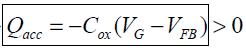 Q_acc = −C_ox(V_G − V_FB) > 0